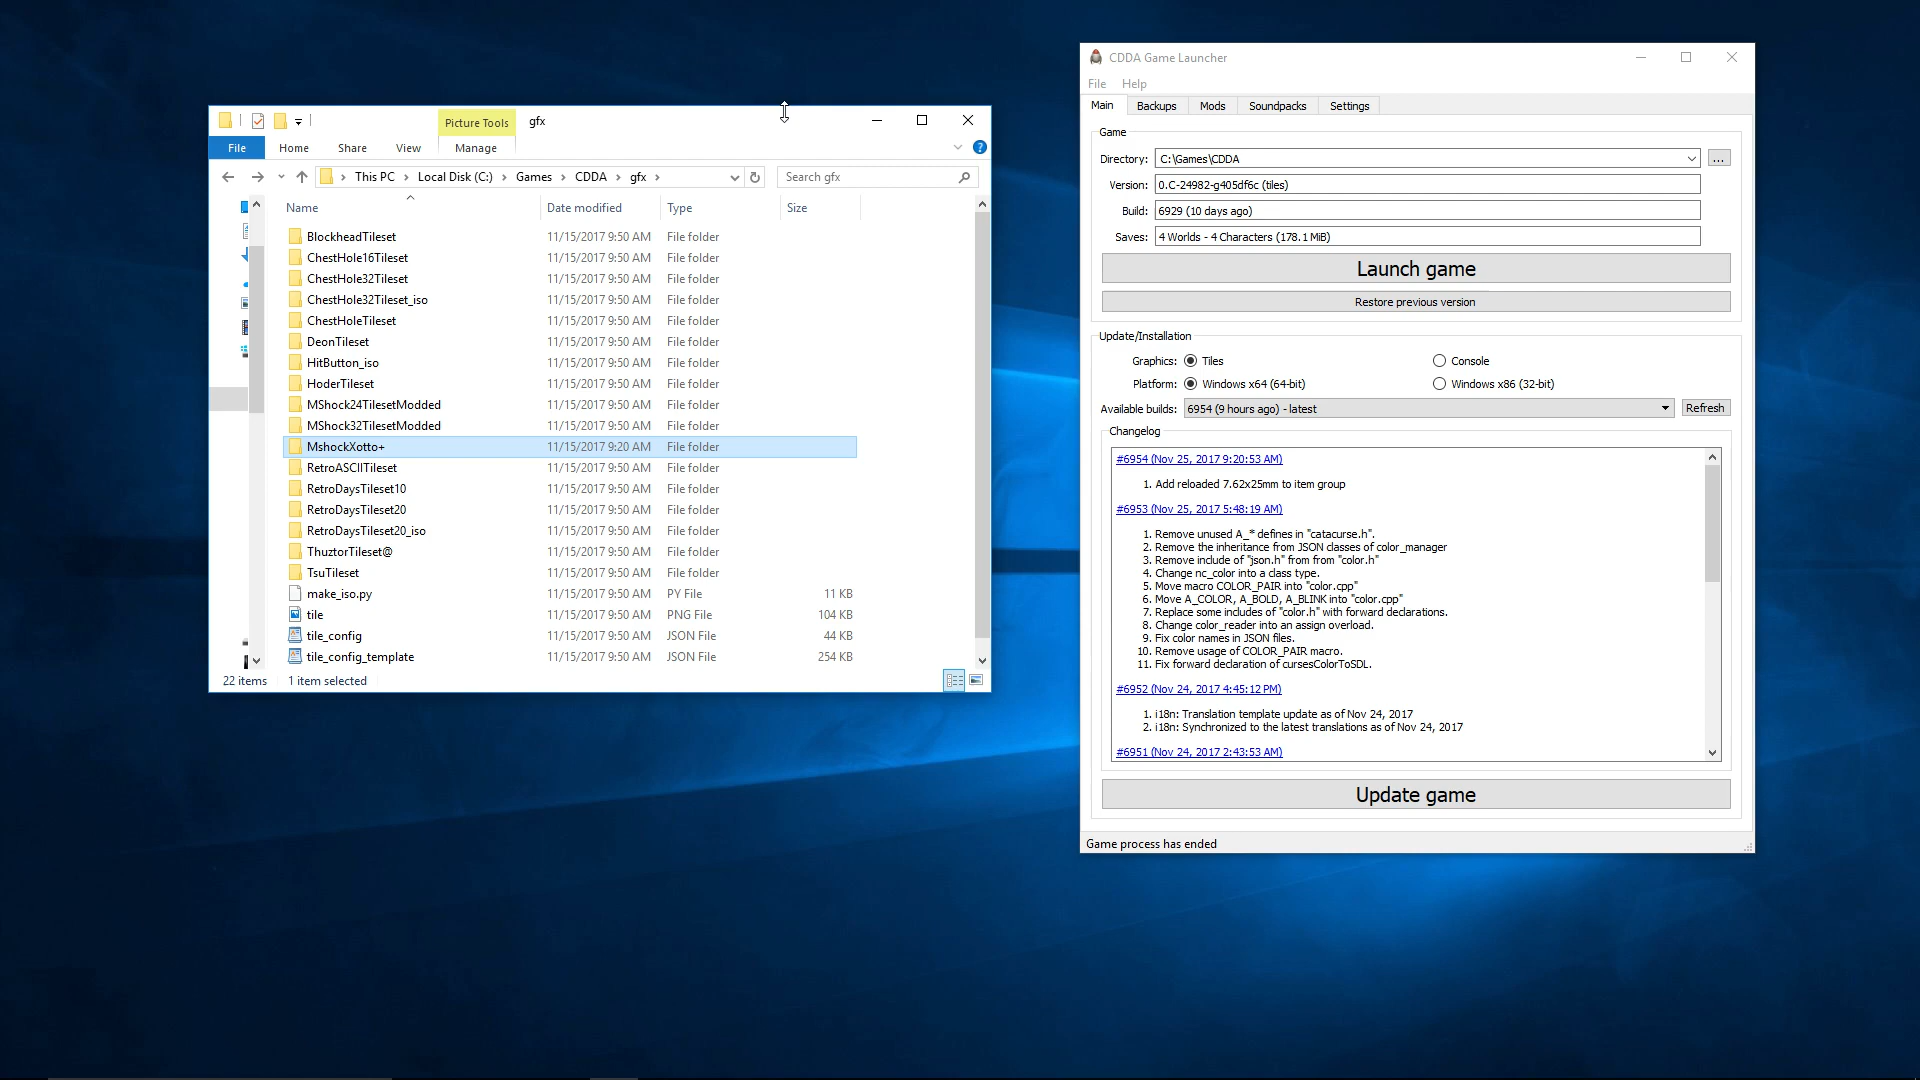 Picture Tools
gfx
File
Home
Share
View
Manage
This PC > Local Disk (C:) > Games > CDDA > gfx >
Search gfx
Name
Date modified
Type
Size
BlockheadTileset 11/15/2017 9:50 AM File folder
ChestHole16Tileset 11/15/2017 9:50 AM File folder
ChestHole32Tileset 11/15/2017 9:50 AM File folder
ChestHole32Tileset_iso 11/15/2017 9:50 AM File folder
ChestHoleTileset 11/15/2017 9:50 AM File folder
DeonTileset 11/15/2017 9:50 AM File folder
HitButton_iso 11/15/2017 9:50 AM File folder
HoderTileset 11/15/2017 9:50 AM File folder
MShock24TilesetModded 11/15/2017 9:50 AM File folder
MShock32TilesetModded 11/15/2017 9:50 AM File folder
MshockXotto+ 11/15/2017 9:20 AM File folder
RetroASCIITileset 11/15/2017 9:50 AM File folder
RetroDaysTileset10 11/15/2017 9:50 AM File folder
RetroDaysTileset20 11/15/2017 9:50 AM File folder
RetroDaysTileset20_iso 11/15/2017 9:50 AM File folder
ThuztorTileset@ 11/15/2017 9:50 AM File folder
TsuTileset 11/15/2017 9:50 AM File folder
make_iso.py 11/15/2017 9:50 AM PY File 11 KB
tile 11/15/2017 9:50 AM PNG File 104 KB
tile_config 11/15/2017 9:50 AM JSON File 44 KB
tile_config_template 11/15/2017 9:50 AM JSON File 254 KB
22 items 1 item selected
CDDA Game Launcher
File Help
Main Backups Mods Soundpacks Settings
Game
Directory: C:\Games\CDDA ...
Version: 0.C-24982-g405df6c (tiles)
Build: 6929 (10 days ago)
Saves: 4 Worlds - 4 Characters (178.1 MiB)
Launch game
Restore previous version
Update/Installation
Graphics: Tiles Console
Platform: Windows x64 (64-bit) Windows x86 (32-bit)
Available builds: 6954 (9 hours ago) - latest Refresh
Changelog
#6954 (Nov 25, 2017 9:20:53 AM)
1. Add reloaded 7.62x25mm to item group
#6953 (Nov 25, 2017 5:48:19 AM)
1. Remove unused A_* defines in "catacurse.h".
2. Remove the inheritance from JSON classes of color_manager
3. Remove include of "json.h" from from "color.h"
4. Change nc_color into a class type.
5. Move macro COLOR_PAIR into "color.cpp"
6. Move A_COLOR, A_BOLD, A_BLINK into "color.cpp"
7. Replace some includes of "color.h" with forward declarations.
8. Change color_reader into an assign overload.
9. Fix color names in JSON files.
10. Remove usage of COLOR_PAIR macro.
11. Fix forward declaration of cursesColorToSDL.
#6952 (Nov 24, 2017 4:45:12 PM)
1. i18n: Translation template update as of Nov 24, 2017
2. i18n: Synchronized to the latest translations as of Nov 24, 2017
#6951 (Nov 24, 2017 2:43:53 AM)
Update game
Game process has ended